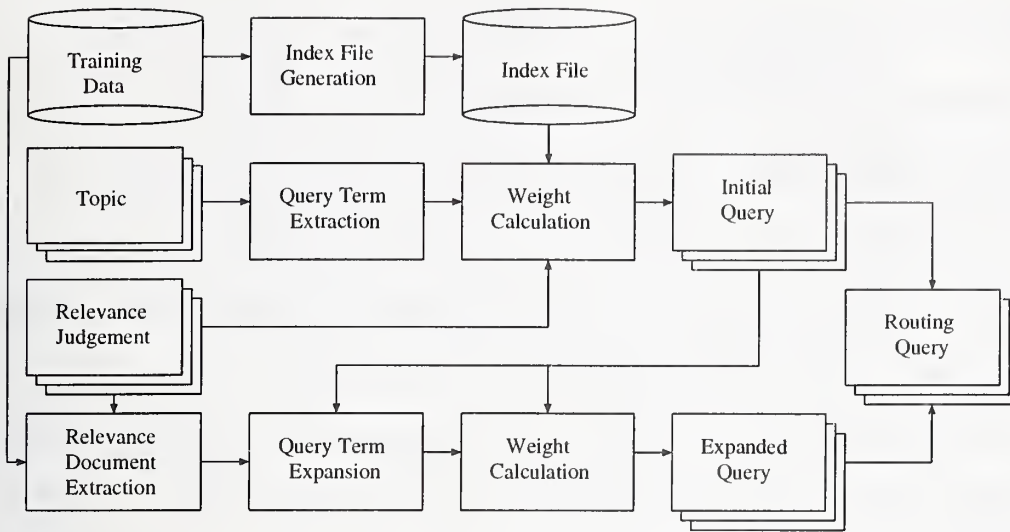 Training
Data
Index File
Generation
Index File
Topic
Query Term
Extraction
Weight
Calculation
Initial
Query
Relevance
Judgement
Routing
Query
Relevance
Document
Extraction
Query Term
Expansion
Weight
Calculation
Expanded
Query